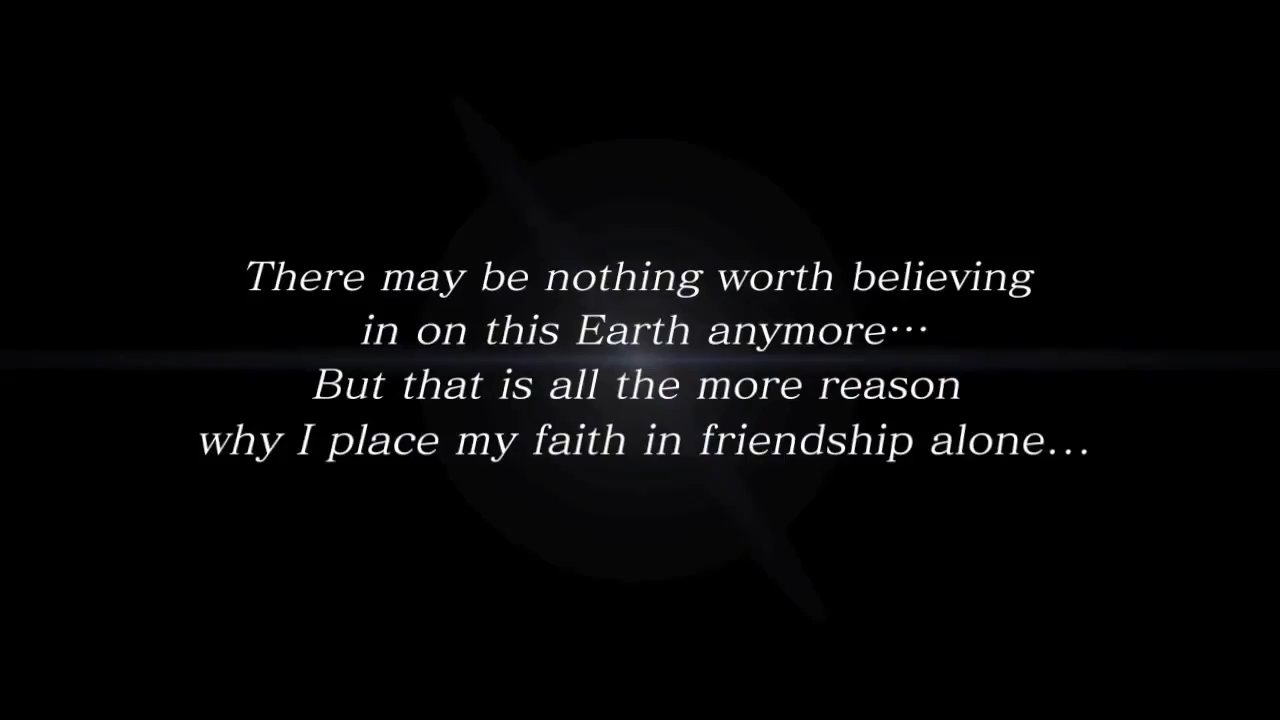 There may be nothing worth believing
in on this Earth anymore⋯
But that is all the more reason
why I place my faith in friendship alone...